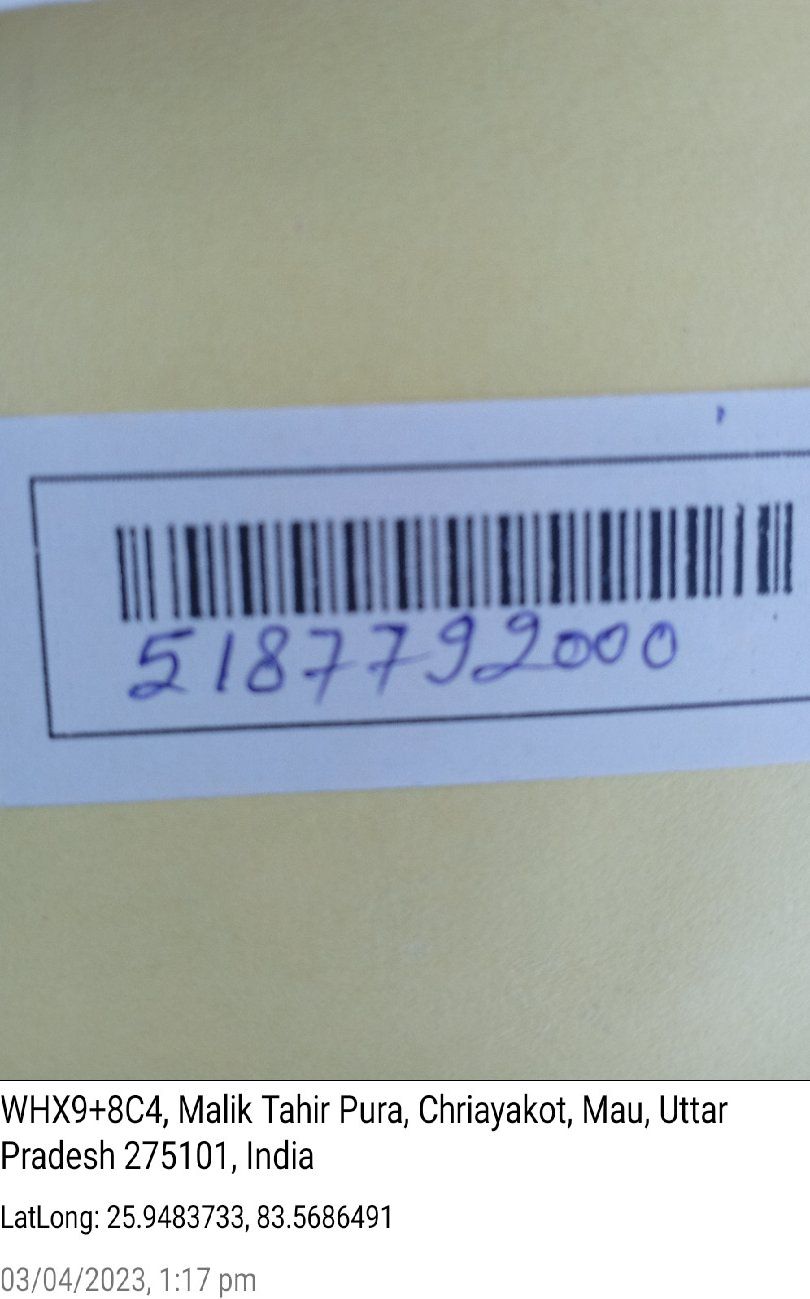 5187792000
WHX9+8C4, Malik Tahir Pura, Chriayakot, Mau, Uttar
Pradesh 275101, India
LatLong: 25.9483733, 83.5686491
03/04/2023, 1:17 pm